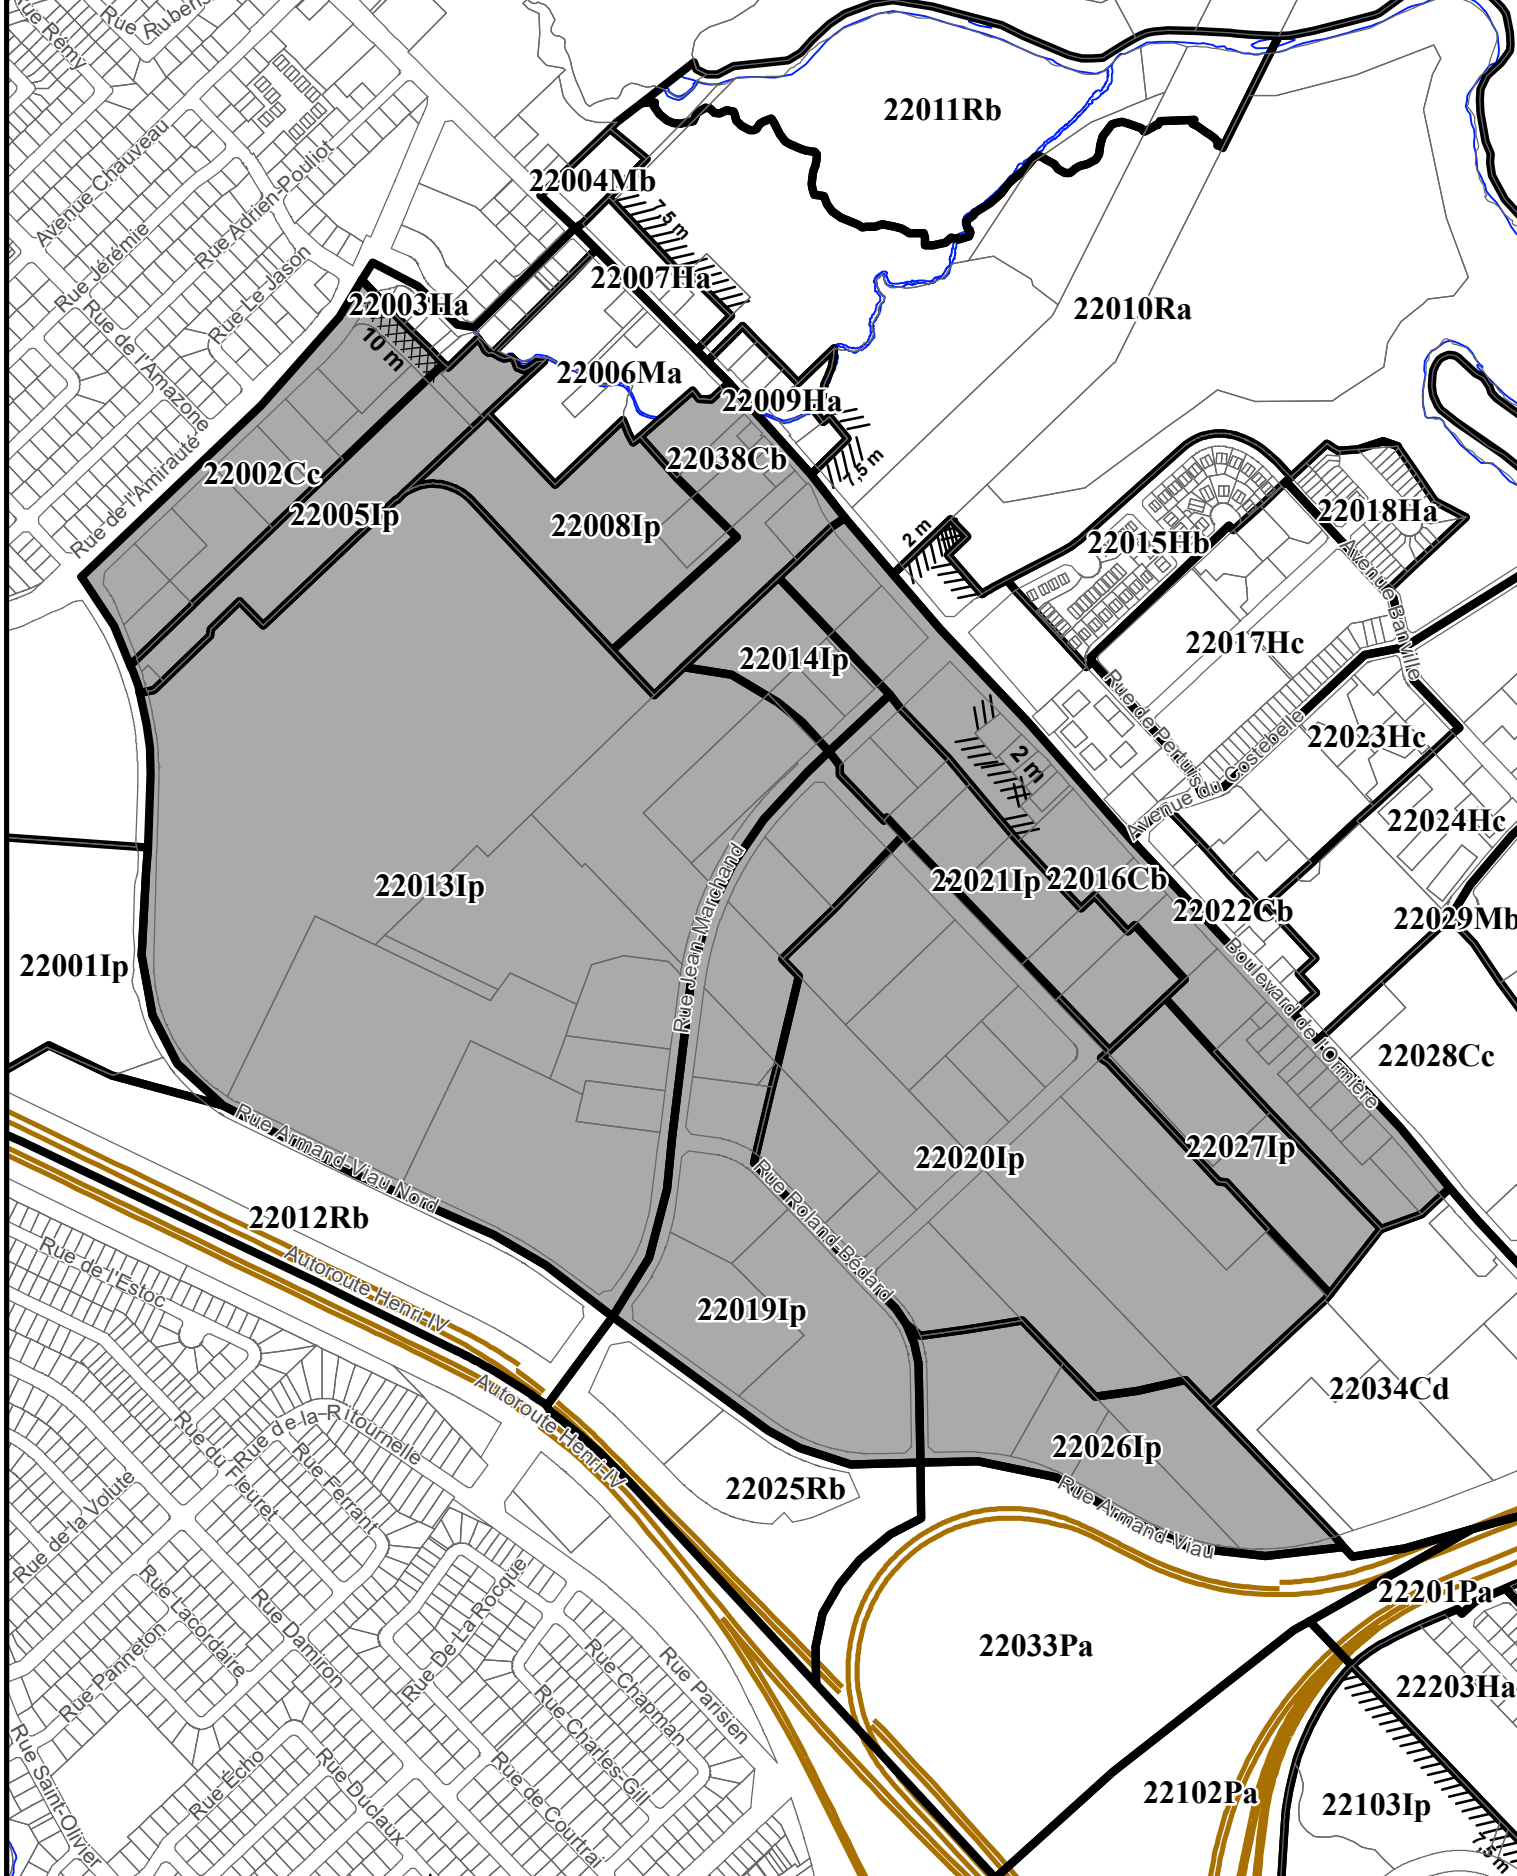 Rue Rubens
Rue Rémy
22011Rb
Avenue Chauveau
Rue Adrien-Pouliot
22004Mb
7,5 m
Rue Jérémie
Rue Le Jason
22007Ha
22003Ha
22010Ra
Rue de l'Amazone
10 m
22006Ma
22009Ha
Rue de l'Amirauté
22002Cc
22038Cb
7,5 m
22005Ip
22008Ip
2 m
22018Ha
22015Hb
Avenue Banville
22017Hc
22014Ip
Rue de Pertuis
22023Hc
2 m
Avenue du Costebelle
22024Hc
22013Ip
Rue Jean-Marchand
22021Ip
22016Cb
22022Cb
22029Mb
22001Ip
Boulevard de l'Ormière
22028Cc
Rue Armand-Viau Nord
22020Ip
22027Ip
Rue Roland-Bédard
22012Rb
Rue de l'Estoc
Autoroute Henri-IV
22019Ip
22034Cd
Autoroute Henri-IV
Rue de la Ritournelle
Rue du Fleuret
Rue Ferrant
22026Ip
22025Rb
Rue Armand-Viau
Rue de la Volute
22201Pa
Rue Lacordaire
Rue Damiron
Rue De La Rocque
22033Pa
Rue Panneton
Rue Chapman
Rue Parisien
22203Ha
Rue Charles-Gill
Rue Saint-Olivier
Rue Écho
Rue Duclaux
Rue de Courtrai
22102Pa
22103Ip
7,5 m